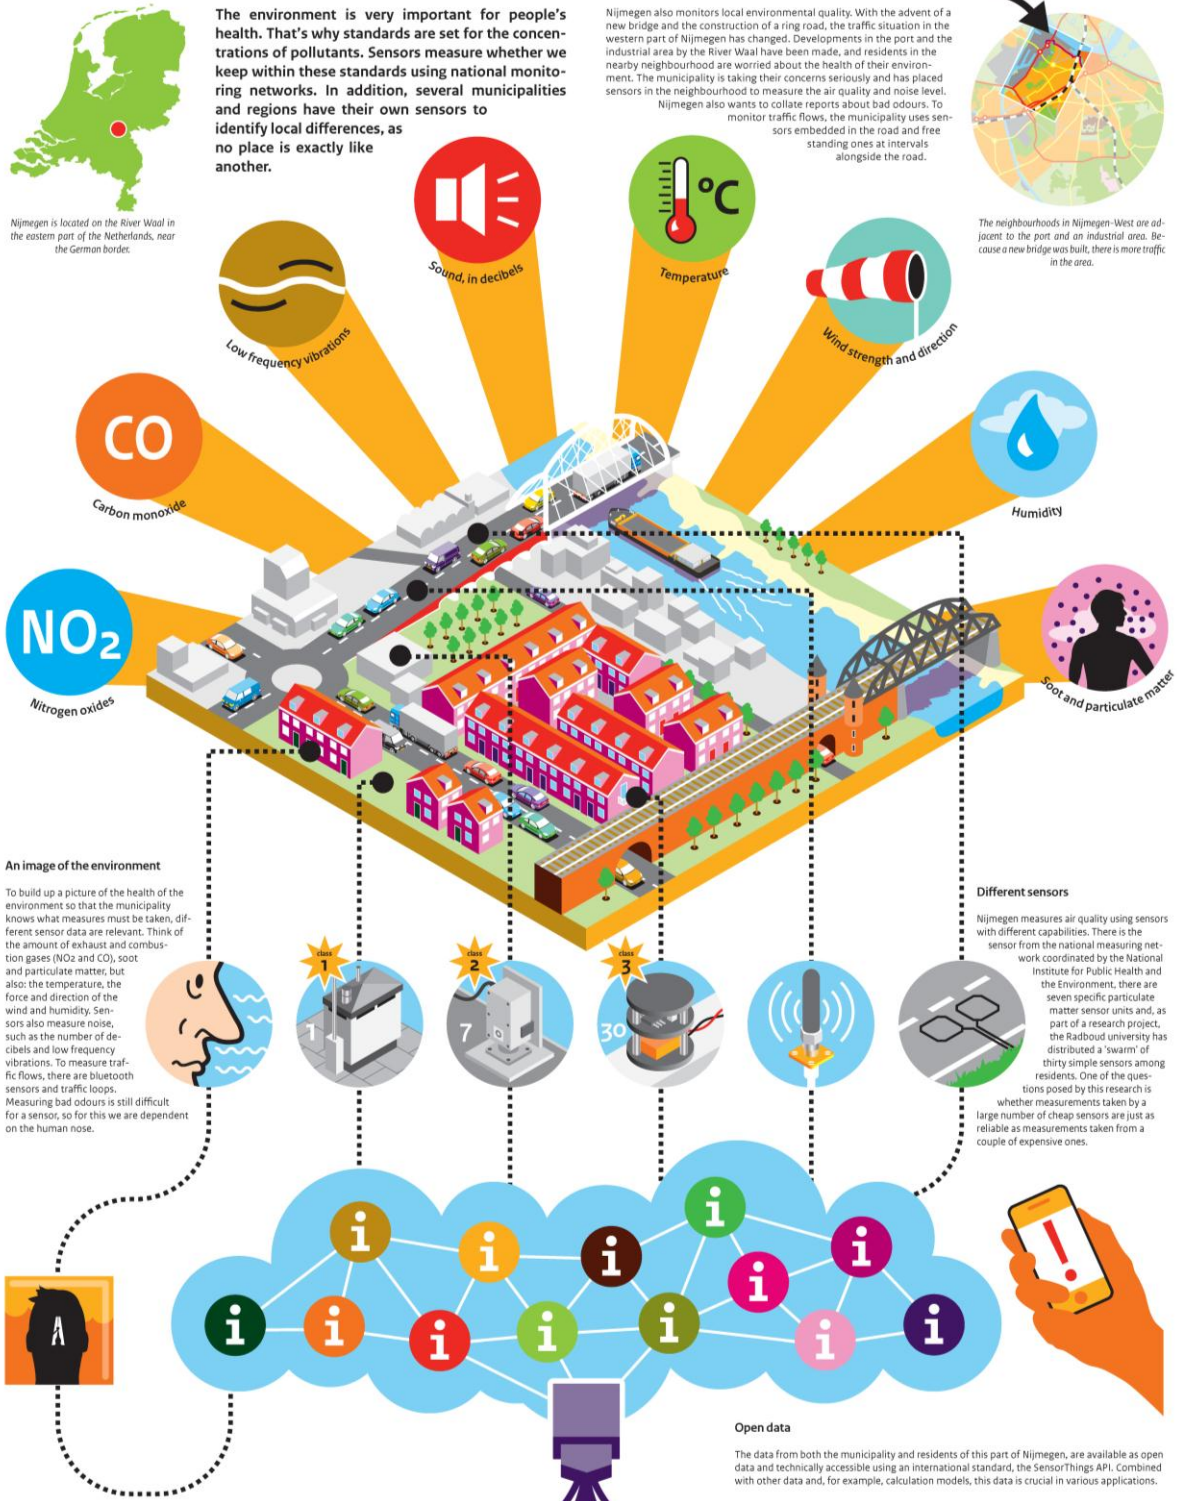 The environment is very important for people's
health. That's why standards are set for the concen-
trations of pollutants. Sensors measure whether we
keep within these standards using national monito-
ring networks. In addition, several municipalities
and regions have their own sensors to
identify local differences, as
no place is exactly like
another.
Nijmegen also monitors local environmental quality. With the advent of a
new bridge and the construction of a ring road, the traffic situation in the
western part of Nijmegen has changed. Developments in the port and the
industrial area by the River Waal have been made, and residents in the
nearby neighbourhood are worried about the health of their environ-
ment. The municipality is taking their concerns seriously and has placed
sensors in the neighbourhood to measure the air quality and noise level.
Nijmegen also wants to collate reports about bad odours. To
monitor traffic flows, the municipality uses sen-
sors embedded in the road and free
standing ones at intervals
alongside the road.
Nijmegen is located on the River Waal in
the eastern part of the Netherlands, near
the German border.
The neighbourhoods in Nijmegen-West are ad-
jacent to the port and an industrial area. Be-
cause a new bridge was built, there is more traffic
in the area.
°C
Sound, in decibels
Temperature
Low frequency vibrations
Wind strength and direction
CO
Carbon monoxide
Humidity
NO2
Nitrogen oxides
Soot and particulate matter
An image of the environment
To build up a picture of the health of the
environment so that the municipality
knows what measures must be taken, dif-
ferent sensor data are relevant. Think of
the amount of exhaust and combus-
tion gases (NO2 and CO), soot
and particulate matter, but
also: the temperature, the
force and direction of the
wind and humidity. Sen-
sors also measure noise,
such as the number of de-
cibels and low frequency
vibrations. To measure traf-
fic flows, there are bluetooth
sensors and traffic loops.
Measuring bad odours is still difficult
for a sensor, so for this we are dependent
on the human nose.
class
1
1
class
2
7
class
3
30
Different sensors
Nijmegen measures air quality using sensors
with different capabilities. There is the
sensor from the national measuring net-
work coordinated by the National
Institute for Public Health and
the Environment, there are
seven specific particulate
matter sensor units and, as
part of a research project,
the Radboud university has
distributed a 'swarm' of
thirty simple sensors among
residents. One of the ques-
tions posed by this research is
whether measurements taken by a
large number of cheap sensors are just as
reliable as measurements taken from a
couple of expensive ones.
i
i
i
i
i
i
i
i
i
i
i
i
i
!
Open data
The data from both the municipality and residents of this part of Nijmegen, are available as open
data and technically accessible using an international standard, the SensorThings API. Combined
with other data and, for example, calculation models, this data is crucial in various applications.